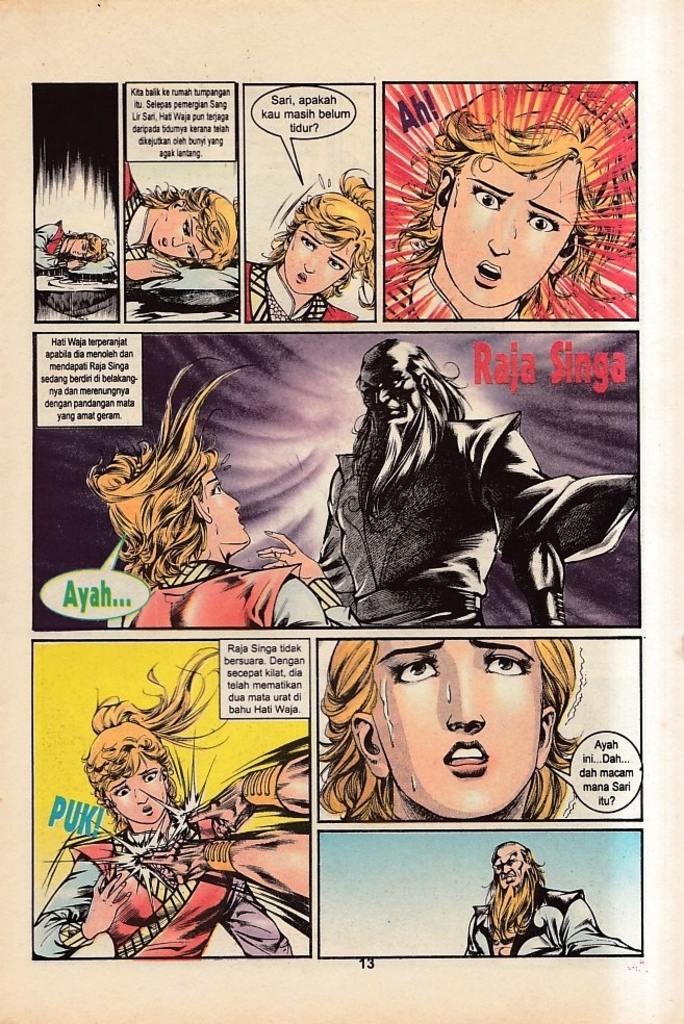 Kita balik ke rumah tumpangan
itu. Selepas pemergian Sang
Lir Sari, Hati Waja pun terjaga
daripada tidurnya kerana telah
dikejutkan oleh bunyi yang
agak lantang.
Sari, apakah
kau masih belum
tidur?
Ah!
Hati Waja terperanjat
apabila dia menoleh dan
mendapati Raja Singa
sedang berdiri di belakang-
nya dan merenungnya
dengan pandangan mata
yang amat geram.
Raja Singa
Ayah...
Raja Singa tidak
bersuara. Dengan
secepat kilat, dia
telah mematikan
dua mata urat di
bahu Hati Waja.
PUK!
Ayah
ini...Dah...
dah macam
mana Sari
itu?
13